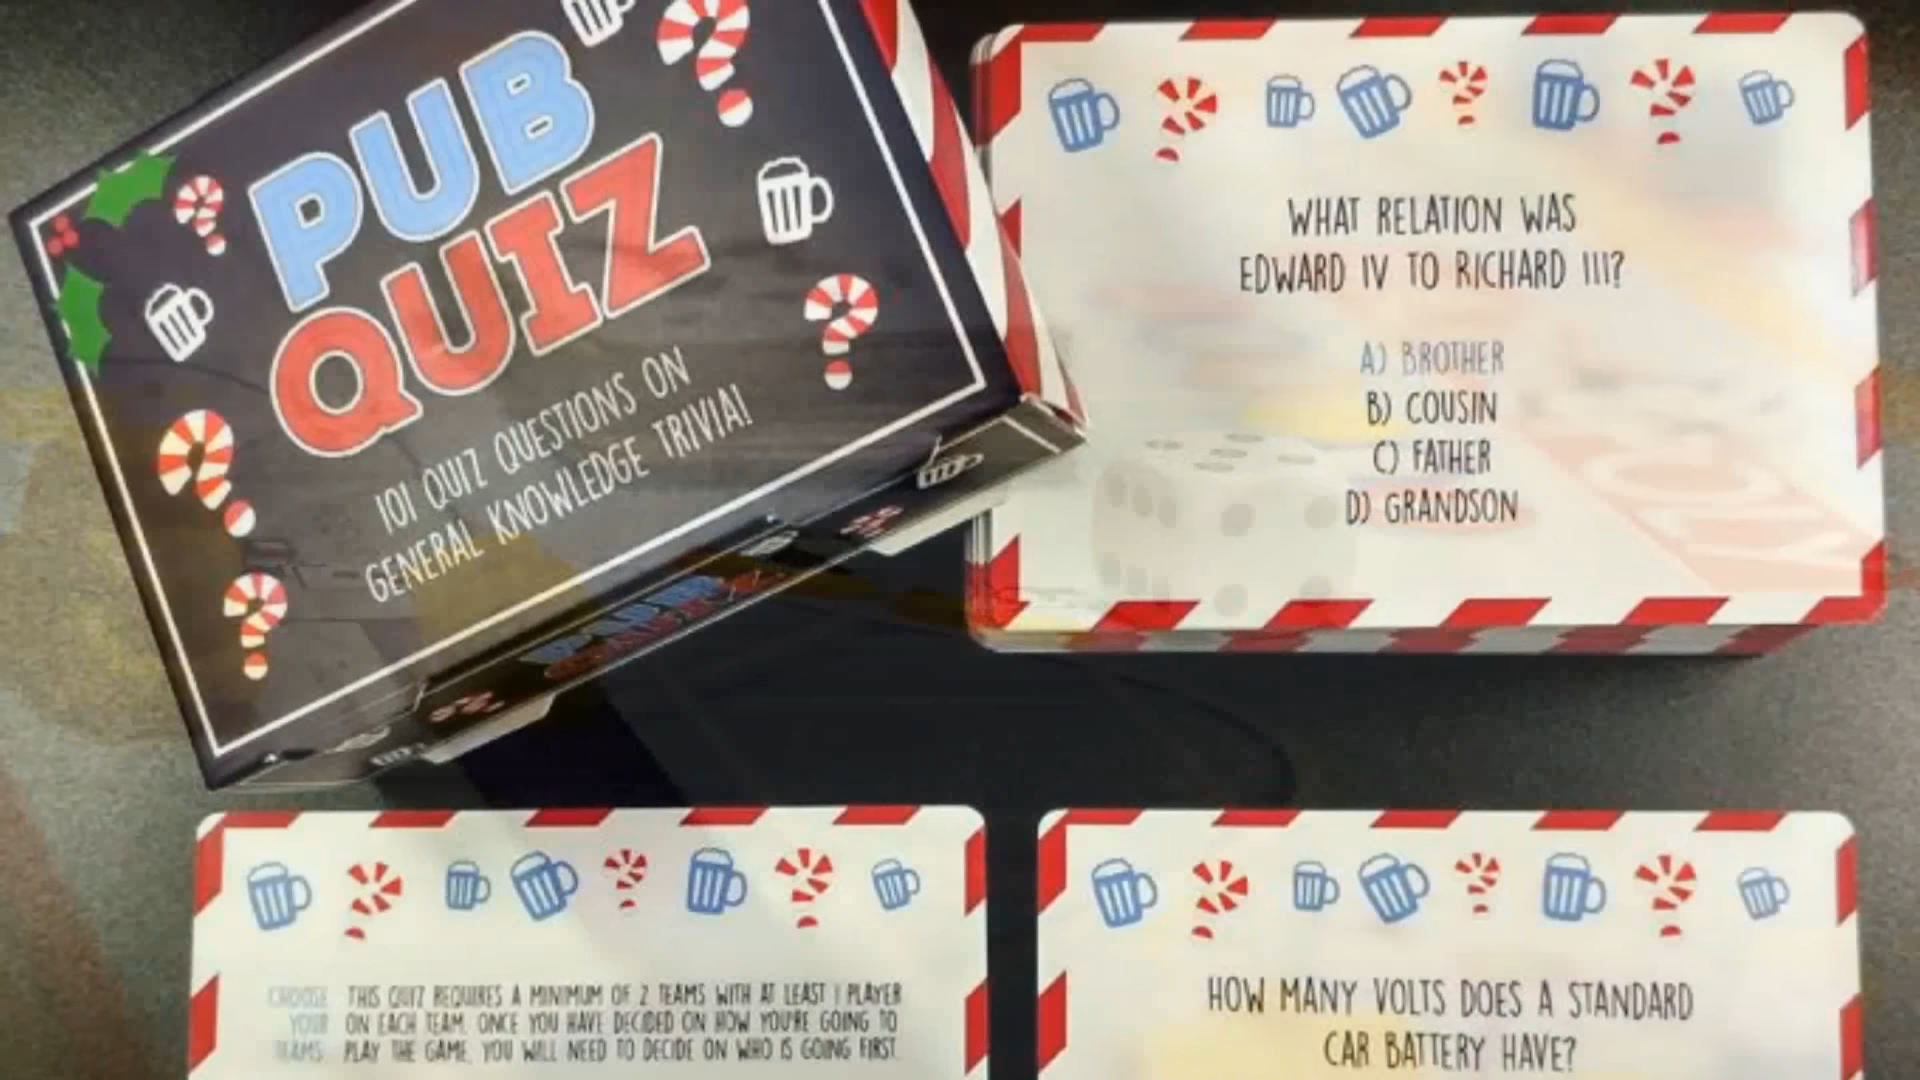 PUB
QUIZ
101 QUIZ QUESTIONS ON
GENERAL KNOWLEDGE TRIVIA!
WHAT RELATION WAS
EDWARD IV TO RICHARD III?
A) BROTHER
B) COUSIN
C) FATHER
D) GRANDSON
CHOOSE THIS QUIZ REQUIRES A MINIMUM OF 2 TEAMS WITH AT LEAST 1 PLAYER
YOUR ON EACH TEAM. ONCE YOU HAVE DECIDED ON HOW YOU'RE GOING TO
TEAMS PLAY THE GAME, YOU WILL NEED TO DECIDE ON WHO IS GOING FIRST.
HOW MANY VOLTS DOES A STANDARD
CAR BATTERY HAVE?